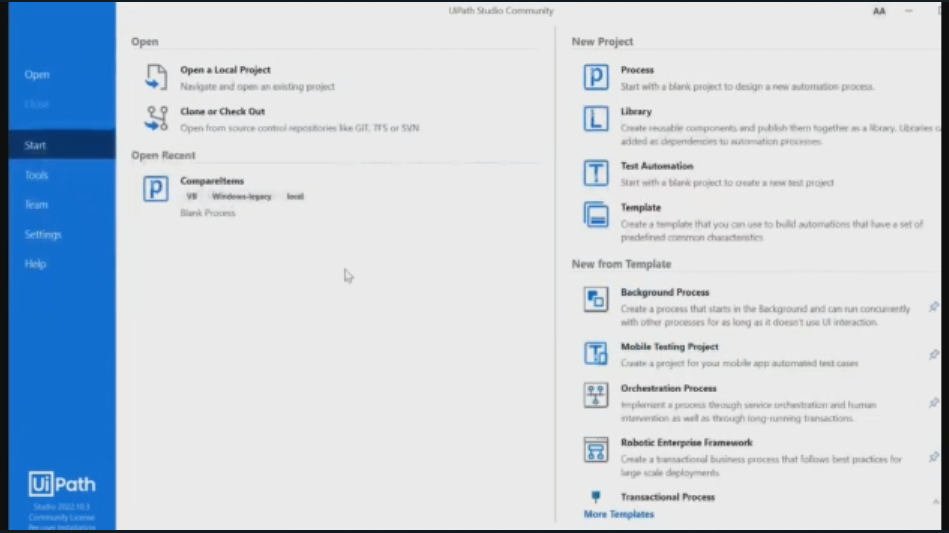 UiPath Studio Community
AA
Open
Close
Start
Tools
Team
Settings
Help
UiPath
Studio 2022.10.3
Community License
Per-user installation
Open
Open a Local Project
Navigate and open an existing project
Clone or Check Out
Open from source control repositories like GIT, TFS or SVN
Open Recent
CompareItems
VB Windows-legacy local
Blank Process
New Project
Process
Start with a blank project to design a new automation process.
Library
Create reusable components and publish them together as a library. Libraries c
added as dependencies to automation processes.
Test Automation
Start with a blank project to create a new test project
Template
Create a template that you can use to build automations that have a set of
predefined common characteristics
New from Template
Background Process
Create a process that starts in the Background and can run concurrently
with other processes for as long as it doesn't use UI interaction.
Mobile Testing Project
Create a project for your mobile app automated test cases
Orchestration Process
Implement a process through service orchestration and human
intervention as well as through long-running transactions.
Robotic Enterprise Framework
Create a transactional business process that follows best practices for
large scale deployments.
Transactional Process
More Templates